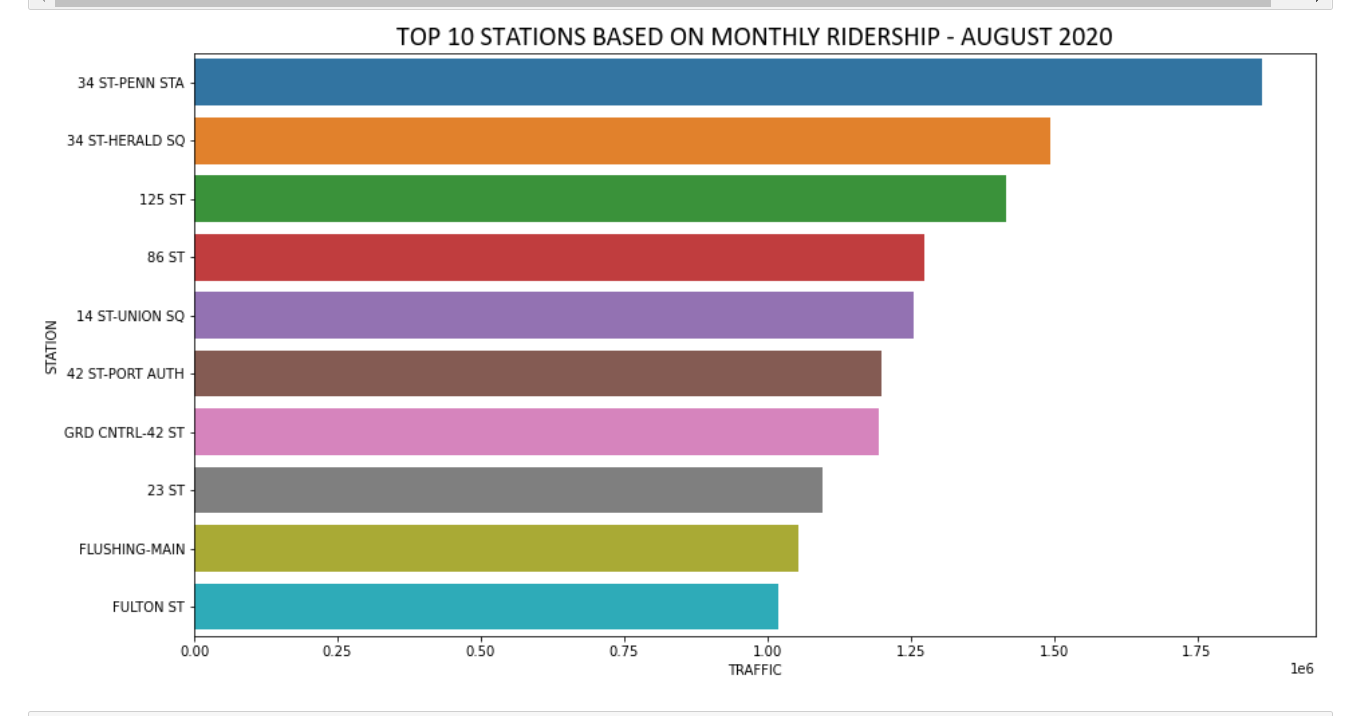 TOP 10 STATIONS BASED ON MONTHLY RIDERSHIP - AUGUST 2020
34 ST-PENN STA
34 ST-HERALD SQ
125 ST
86 ST
14 ST-UNION SQ
STATION
42 ST-PORT AUTH
GRD CNTRL-42 ST
23 ST
FLUSHING-MAIN
FULTON ST
0.00 0.25 0.50 0.75 1.00 1.25 1.50 1.75
TRAFFIC
1e6